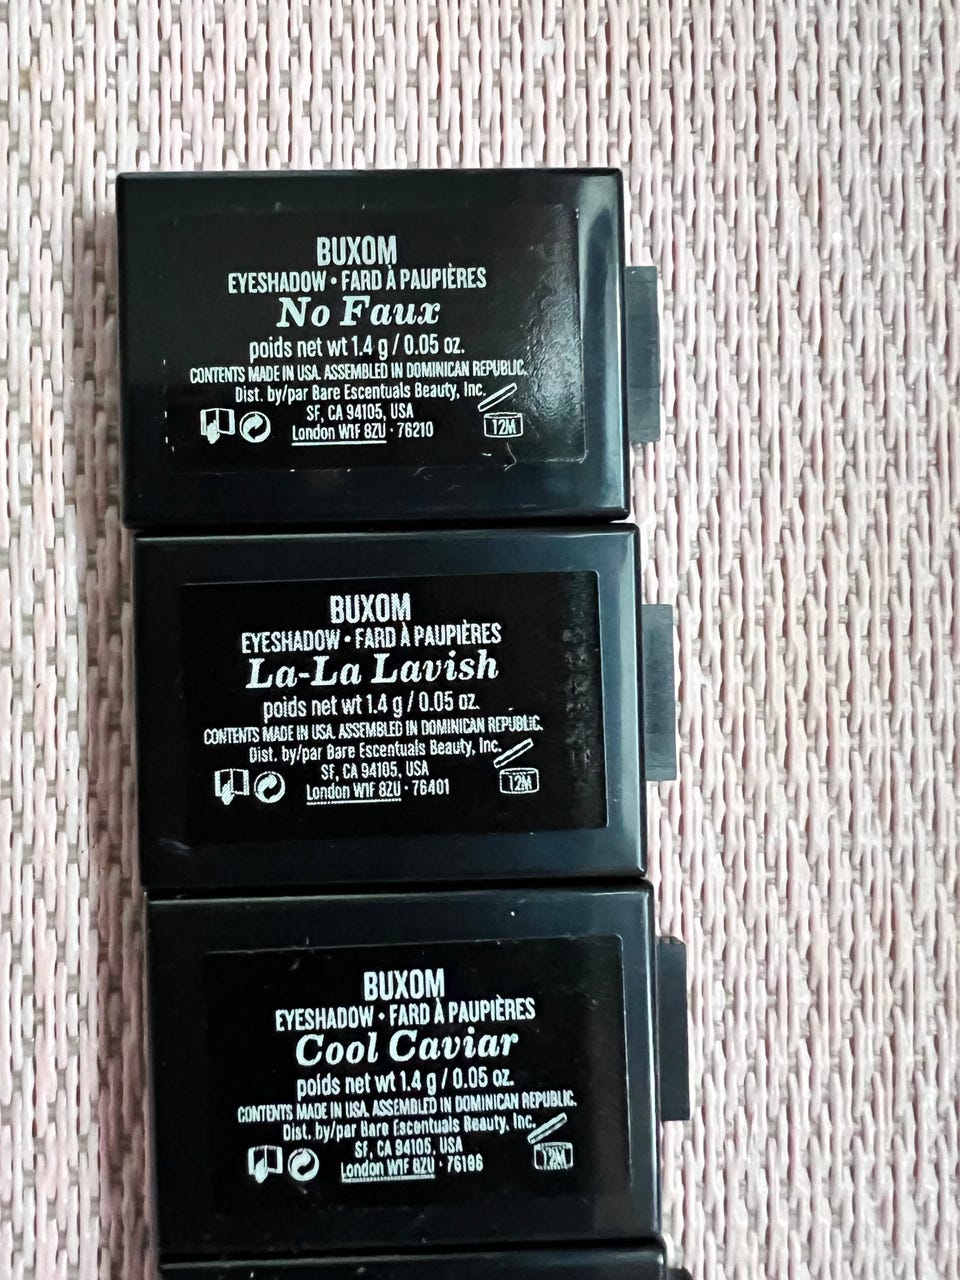 BUXOM
EYESHADOW • FARD À PAUPIÈRES
No Faux
poids net wt 1.4 g / 0.05 oz.
CONTENTS MADE IN USA. ASSEMBLED IN DOMINICAN REPUBLIC.
Dist. by/par Bare Escentuals Beauty, Inc.
SF, CA 94105, USA
London W1F 8ZU · 76210
12M
BUXOM
EYESHADOW • FARD À PAUPIÈRES
La-La Lavish
poids net wt 1.4 g / 0.05 oz.
CONTENTS MADE IN USA. ASSEMBLED IN DOMINICAN REPUBLIC.
Dist. by/par Bare Escentuals Beauty, Inc.
SF, CA 94105, USA
London W1F 8ZU · 76401
12M
BUXOM
EYESHADOW • FARD À PAUPIÈRES
Cool Caviar
poids net wt 1.4 g / 0.05 oz.
CONTENTS MADE IN USA. ASSEMBLED IN DOMINICAN REPUBLIC.
Dist. by/par Bare Escentuals Beauty, Inc.
SF, CA 94105, USA
London W1F 8ZU · 76106
12M